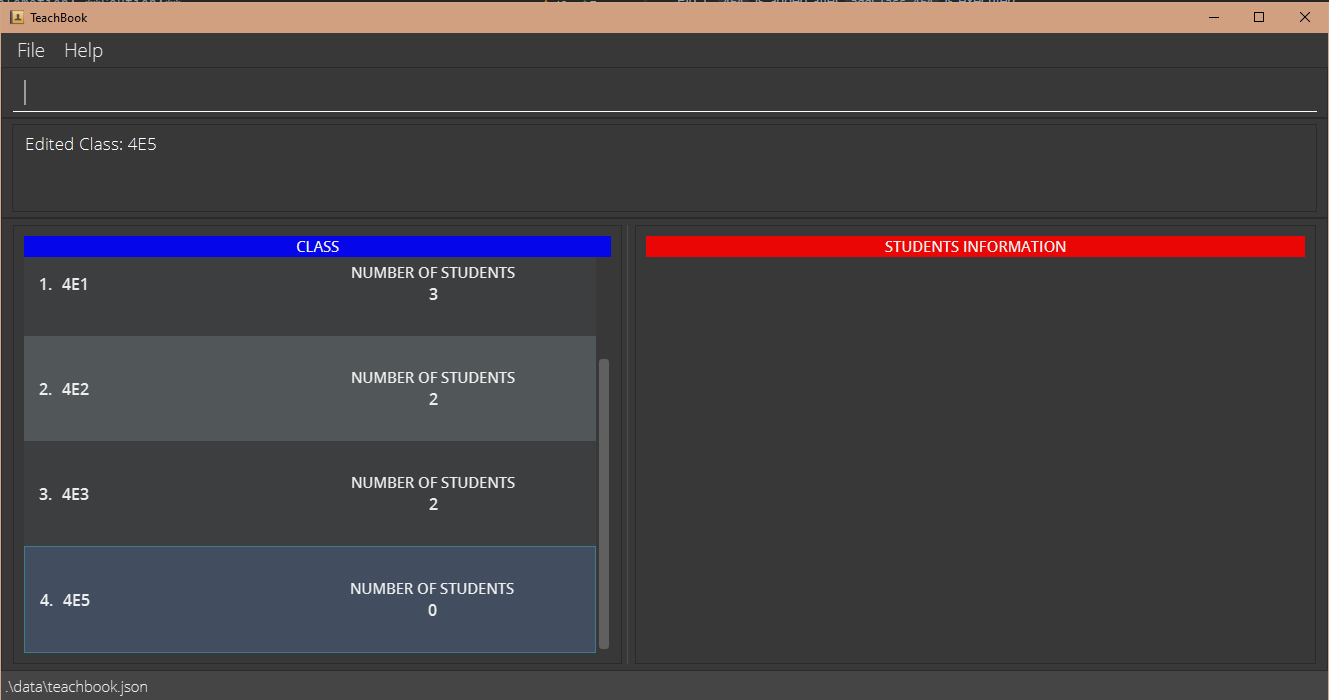 TeachBook
File Help
Edited Class: 4E5
CLASS
1. 4E1
NUMBER OF STUDENTS
3
2. 4E2
NUMBER OF STUDENTS
2
3. 4E3
NUMBER OF STUDENTS
2
4. 4E5
NUMBER OF STUDENTS
0
STUDENTS INFORMATION
.\data\teachbook.json